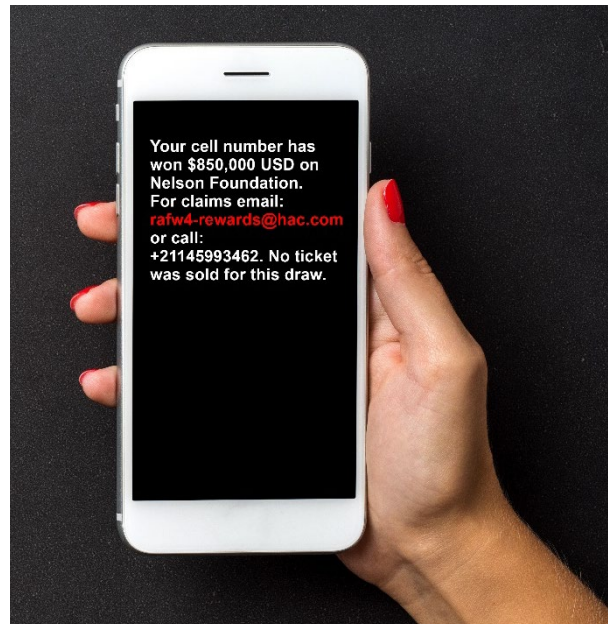 Your cell number has
won $850,000 USD on
Nelson Foundation.
For claims email:
rafw4-rewards@hac.com
or call:
+21145993462. No ticket
was sold for this draw.